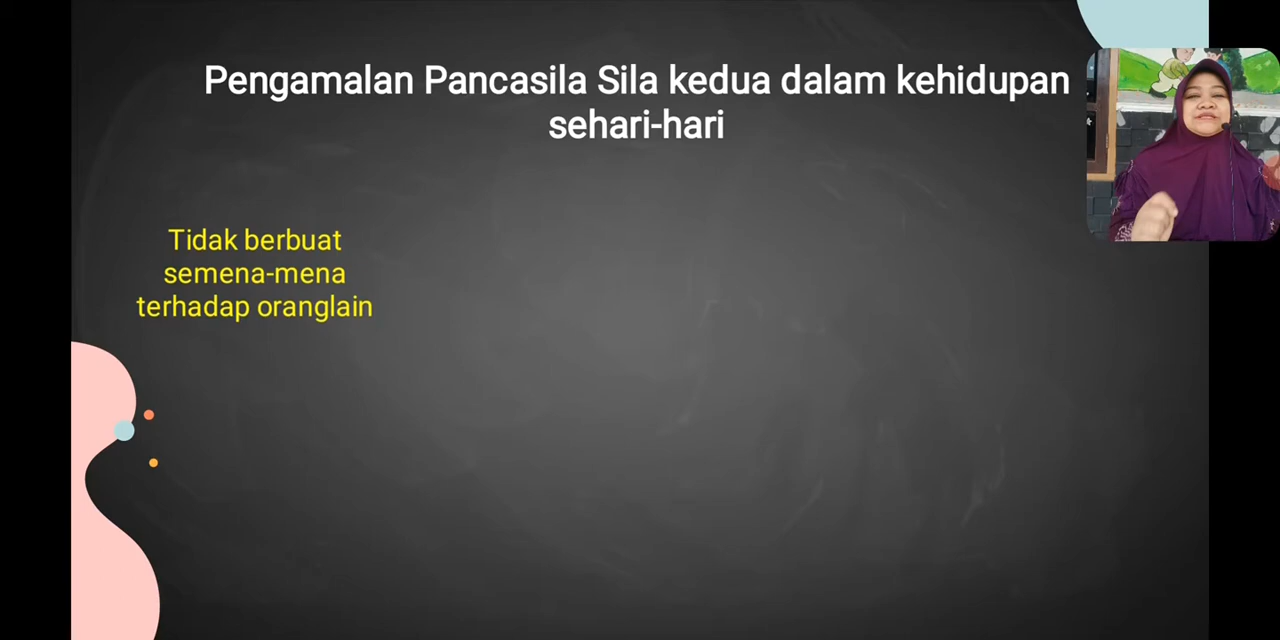 Pengamalan Pancasila Sila kedua dalam kehidupan
sehari-hari
Tidak berbuat
semena-mena
terhadap oranglain